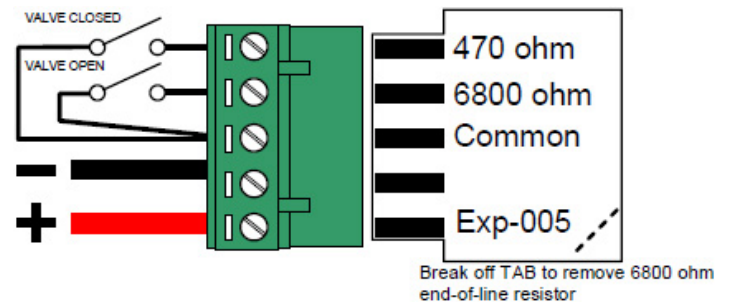 VALVE CLOSED
VALVE OPEN
-
+
470 ohm
6800 ohm
Common
Exp-005
Break off TAB to remove 6800 ohm
end-of-line resistor